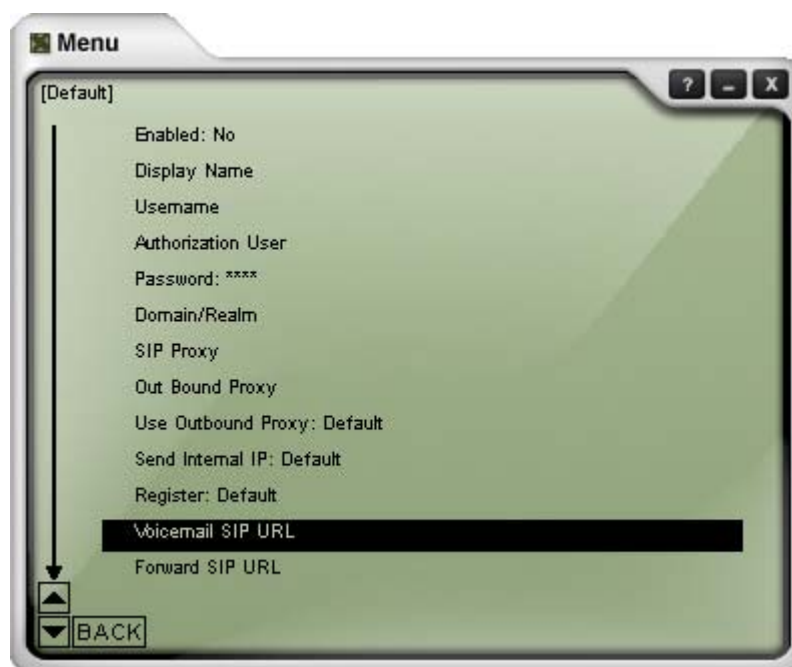 Menu
[Default]
? - X
Enabled: No
Display Name
Username
Authorization User
Password: ****
Domain/Realm
SIP Proxy
Out Bound Proxy
Use Outbound Proxy: Default
Send Internal IP: Default
Register: Default
Voicemail SIP URL
Forward SIP URL
BACK